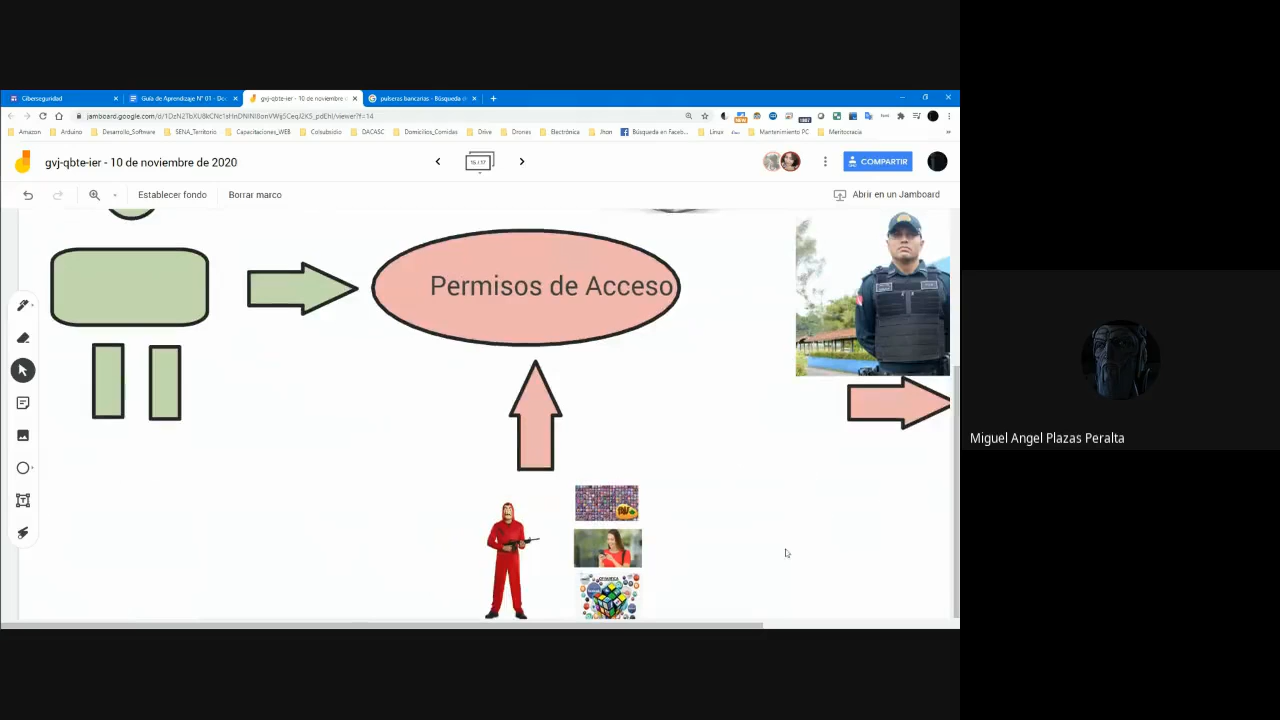 Ciberseguridad
Guía de Aprendizaje N° 01 - Do
gvj-qbte-ier - 10 de noviembre
pulseras bancarias - Búsqueda
Amazon
Arduino
Desarrollo_Software
SENA_Territorio
Capacitaciones_WEB
Colsubsidio
DACASC
Domicilios_Comidas
Drive
Drones
Electrónica
Jhon
Búsqueda en Faceb...
Linux
Mantenimiento PC
Meritocracia
gvj-qbte-ier - 10 de noviembre de 2020
COMPARTIR
Establecer fondo
Borrar marco
Abrir en un Jamboard
Permisos de Acceso
Miguel Angel Plazas Peralta